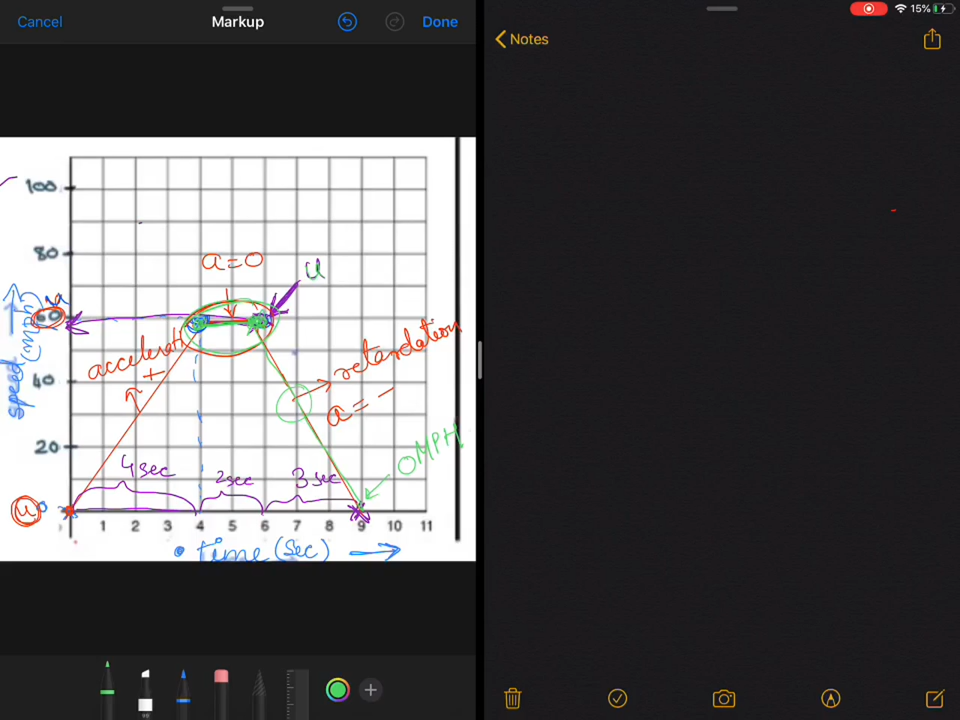 Cancel
Markup
Done
15%
Notes
100
80
a=0
u
60
speed (mph)
accelerat
+
retardation
a = -
40
20
4sec
2sec
3sec
0MPH
u
0
1 2 3 4 5 6 7 8 9 10 11
time (sec)